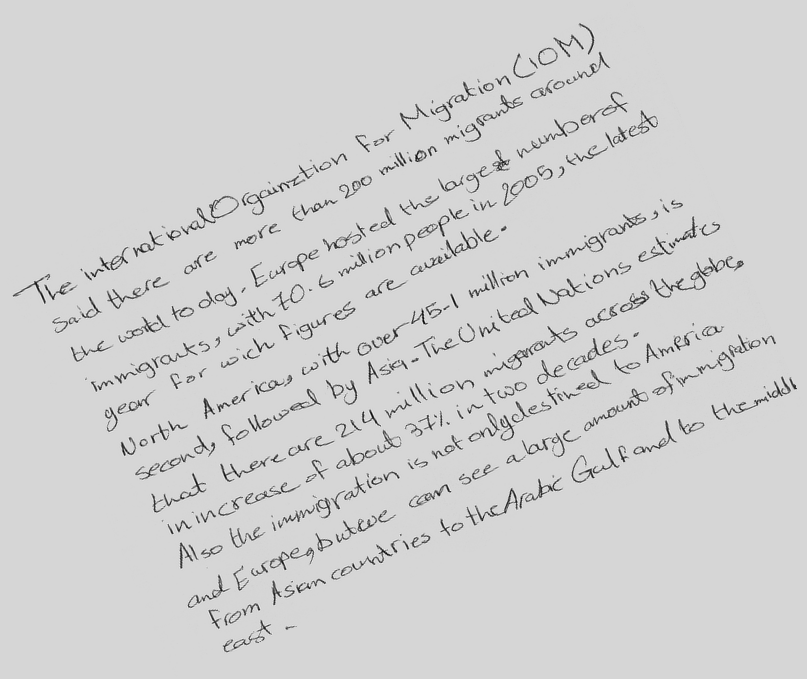 The international Orgainztion For Migration (IOM)
said there are more than 200 million migrants around
the world to day. Europe hosted the largest number of
immigrants, with 70.6 million people in 2005, the latest
year For wich figures are available.
North America, with over 45.1 million immigrants, is
second, followed by Asia. The United Nations estimates
that there are 214 million migrants across the globe,
in increase of about 37% in two decades.
Also the immigration is not only destined to America
and Europe, but we can see a large amount of immigration
From Asian countries to the Arabic Gulf and to the middle
east.